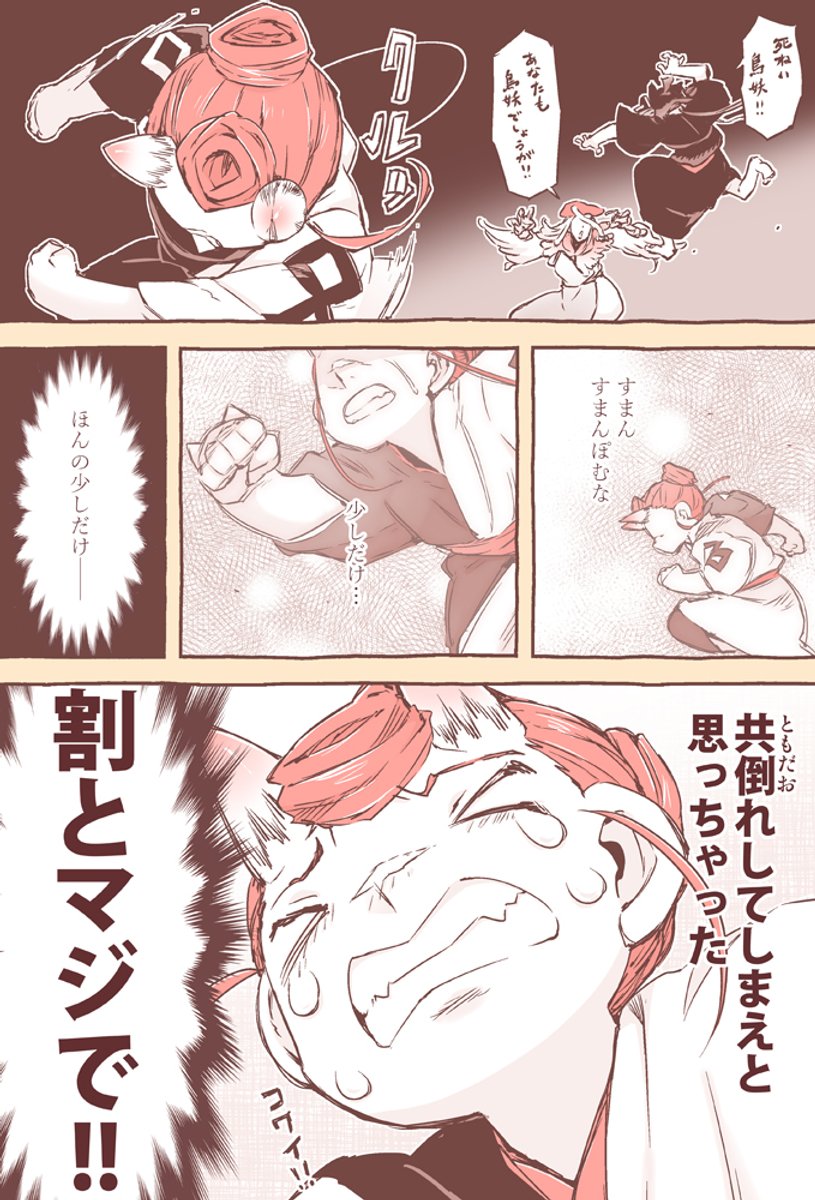 死ねぃ
鳥妖!!
あなたも
鳥妖でしょうが!!
クルッ
すまん
すまんぽむな
少しだけ…
ほんの少しだけ――
共倒れしてしまえと
ともだお
思っちゃった
割とマジで!!
コワイ!!